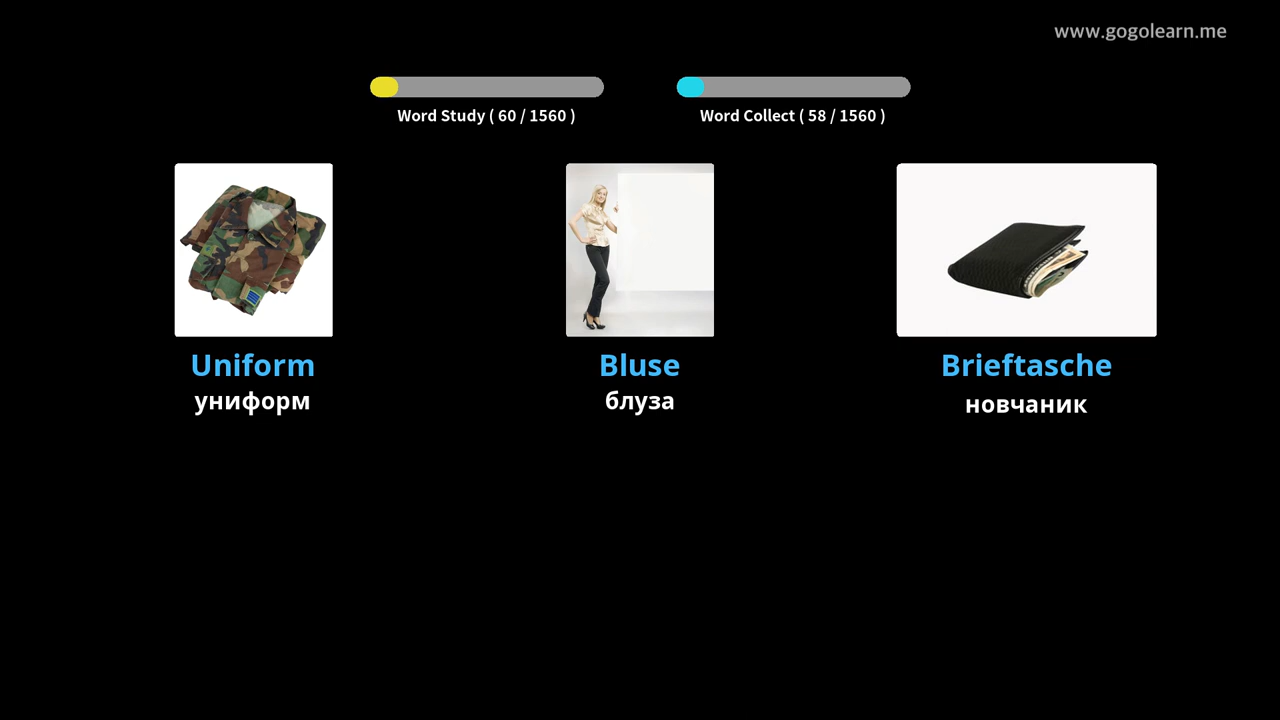 www.gogolearn.me
Word Study ( 60 / 1560 )
Word Collect ( 58 / 1560 )
Uniform
униформ
Bluse
блуза
Brieftasche
новчаник